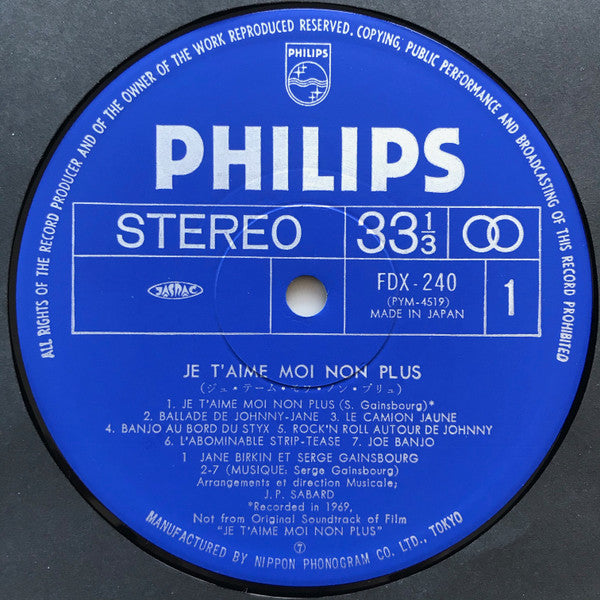 ALL RIGHTS OF THE RECORD PRODUCER AND OF THE OWNER OF THE WORK REPRODUCED RESERVED. COPYING, PUBLIC PERFORMANCE AND BROADCASTING OF THIS RECORD PROHIBITED
PHILIPS
PHILIPS
STEREO
33 1/3
JASRAC
FDX-240
(PYM-4519)
MADE IN JAPAN
1
JE T'AIME MOI NON PLUS
(ジュ・テーム・モワ・ノン・プリュ)
1. JE T'AIME MOI NON PLUS (S. Gainsbourg)*
2. BALLADE DE JOHNNY-JANE 3. LE CAMION JAUNE
4. BANJO AU BORD DU STYX 5. ROCK'N ROLL AUTOUR DE JOHNNY
6. L'ABOMINABLE STRIP-TEASE 7. JOE BANJO
1 JANE BIRKIN ET SERGE GAINSBOURG
2-7 (MUSIQUE: Serge Gainsbourg)
Arrangements et direction Musicale;
J.P. SABARD
*Recorded in 1969,
Not from Original Soundtrack of Film
"JE T'AIME MOI NON PLUS"
MANUFACTURED BY NIPPON PHONOGRAM CO. LTD., TOKYO